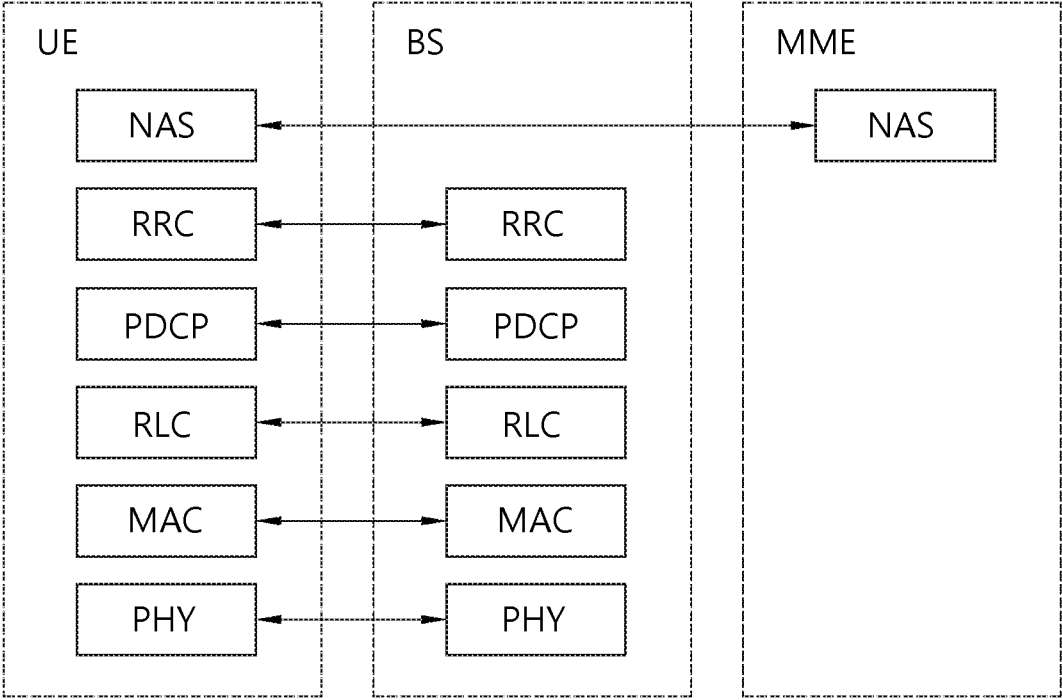 UE BS MME
NAS NAS
RRC RRC
PDCP PDCP
RLC RLC
MAC MAC
PHY PHY